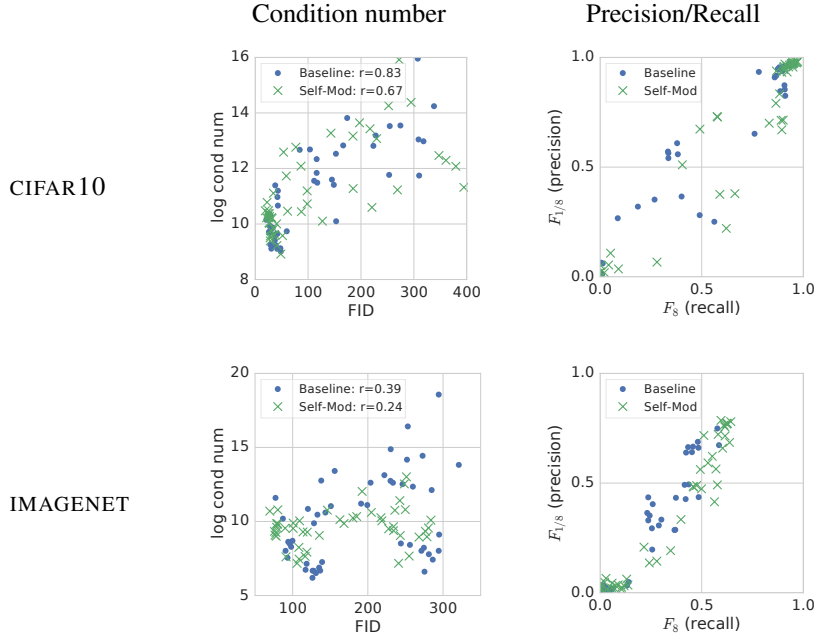 Condition number
Precision/Recall
CIFAR10
16
14
12
10
8
0
100
200
300
400
log cond num
FID
Baseline: r=0.83
Self-Mod: r=0.67
1.0
0.5
0.0
0.0
0.5
1.0
F1/8 (precision)
F8 (recall)
Baseline
Self-Mod
IMAGENET
20
15
10
5
100
200
300
log cond num
FID
Baseline: r=0.39
Self-Mod: r=0.24
1.0
0.5
0.0
0.0
0.5
1.0
F1/8 (precision)
F8 (recall)
Baseline
Self-Mod